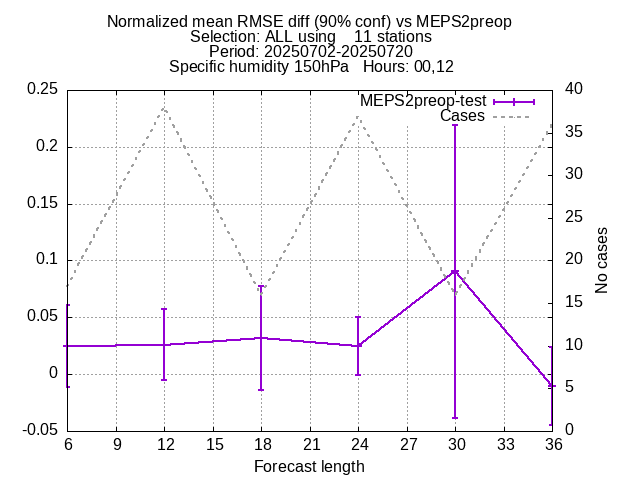 Normalized mean RMSE diff (90% conf) vs MEPS2preop
Selection: ALL using    11 stations
Period: 20250702-20250720
Specific humidity 150hPa   Hours: 00,12
MEPS2preop-test
Cases
0.25
0.2
0.15
0.1
0.05
0
-0.05
40
35
30
25
20
15
10
5
0
No cases
6 9 12 15 18 21 24 27 30 33 36
Forecast length